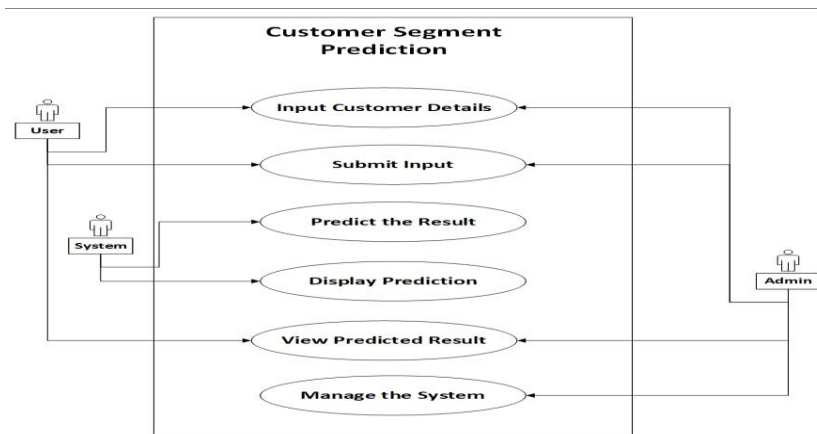 Customer Segment
Prediction
Input Customer Details
User
Submit Input
Predict the Result
System
Display Prediction
Admin
View Predicted Result
Manage the System